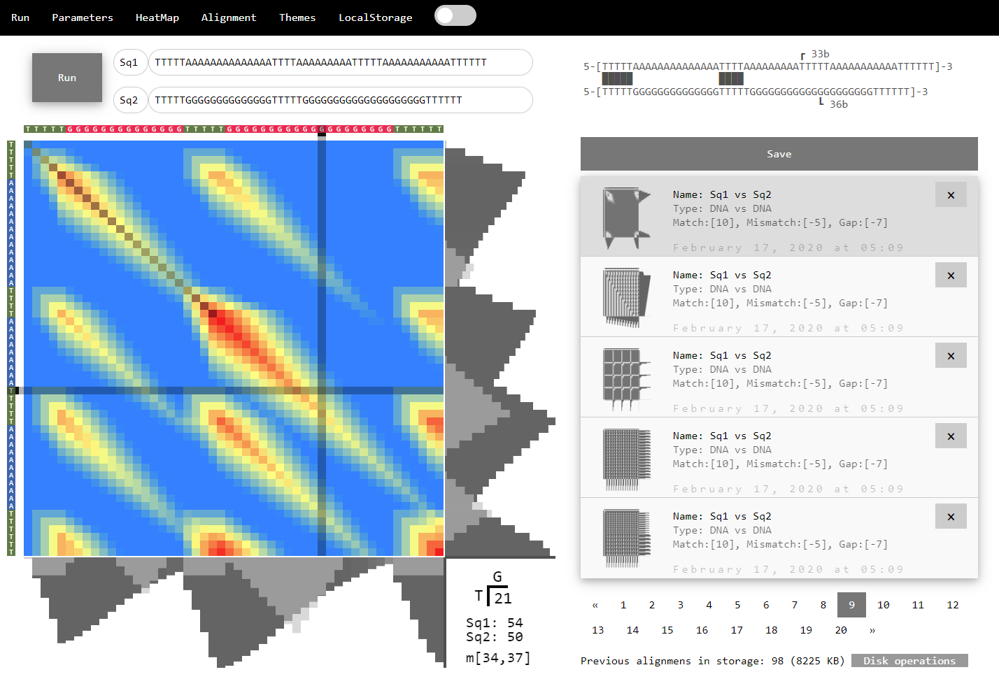 Run Parameters HeatMap Alignment Themes LocalStorage
Run
Sq1 TTTTTAAAAAAAAAAAAAATTTTAAAAAAAAATTTTTAAAAAAAAAAATTTTTT
Sq2 TTTTTGGGGGGGGGGGGGGTTTTTGGGGGGGGGGGGGGGGGGGGTTTTTT
TTTTTGGGGGGGGGGGGGGTTTTTGGGGGGGGGGGGGGGGGGGGTTTTTT
TTTTTAAAAAAAAAAAAAATTTTAAAAAAAAATTTTTAAAAAAAAAAATTTTTT
G
T 21
Sq1: 54
Sq2: 50
m[34,37]
33b
5-[TTTTTAAAAAAAAAAAAAATTTTAAAAAAAAATTTTTAAAAAAAAAAATTTTTT]-3
5-[TTTTTGGGGGGGGGGGGGGTTTTTGGGGGGGGGGGGGGGGGGGGTTTTTT]-3
36b
Save
Name: Sq1 vs Sq2 ×
Type: DNA vs DNA
Match:[10], Mismatch:[-5], Gap:[-7]
February 17, 2020 at 05:09
Name: Sq1 vs Sq2 ×
Type: DNA vs DNA
Match:[10], Mismatch:[-5], Gap:[-7]
February 17, 2020 at 05:09
Name: Sq1 vs Sq2 ×
Type: DNA vs DNA
Match:[10], Mismatch:[-5], Gap:[-7]
February 17, 2020 at 05:09
Name: Sq1 vs Sq2 ×
Type: DNA vs DNA
Match:[10], Mismatch:[-5], Gap:[-7]
February 17, 2020 at 05:09
Name: Sq1 vs Sq2 ×
Type: DNA vs DNA
Match:[10], Mismatch:[-5], Gap:[-7]
February 17, 2020 at 05:09
« 1 2 3 4 5 6 7 8 9 10 11 12
13 14 15 16 17 18 19 20 »
Previous alignmens in storage: 98 (8225 KB) Disk operations